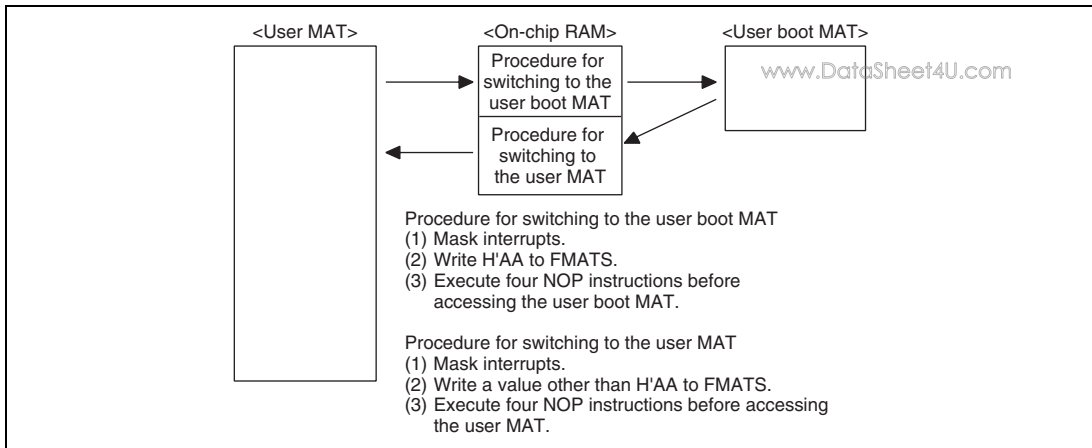 <User MAT>
<On-chip RAM>
<User boot MAT>
www.DataSheet4U.com
Procedure for
switching to the
user boot MAT
Procedure for
switching to
the user MAT
Procedure for switching to the user boot MAT
(1) Mask interrupts.
(2) Write H'AA to FMATS.
(3) Execute four NOP instructions before
accessing the user boot MAT.
Procedure for switching to the user MAT
(1) Mask interrupts.
(2) Write a value other than H'AA to FMATS.
(3) Execute four NOP instructions before accessing
the user MAT.